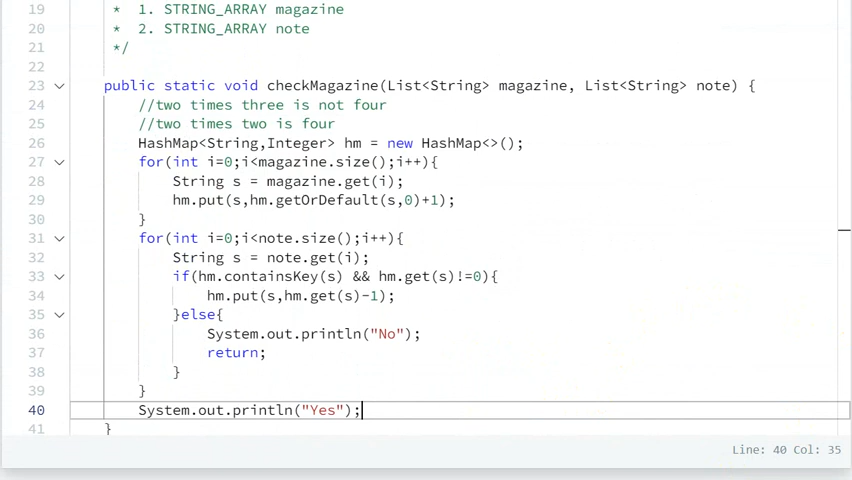 19 * 1. STRING_ARRAY magazine
20 * 2. STRING_ARRAY note
21 */
22
23 public static void checkMagazine(List<String> magazine, List<String> note) {
24 //two times three is not four
25 //two times two is four
26 HashMap<String,Integer> hm = new HashMap<>();
27 for(int i=0;i<magazine.size();i++){
28 String s = magazine.get(i);
29 hm.put(s,hm.getOrDefault(s,0)+1);
30 }
31 for(int i=0;i<note.size();i++){
32 String s = note.get(i);
33 if(hm.containsKey(s) && hm.get(s)!=0){
34 hm.put(s,hm.get(s)-1);
35 }else{
36 System.out.println("No");
37 return;
38 }
39 }
40 System.out.println("Yes");
41 }
Line: 40 Col: 35